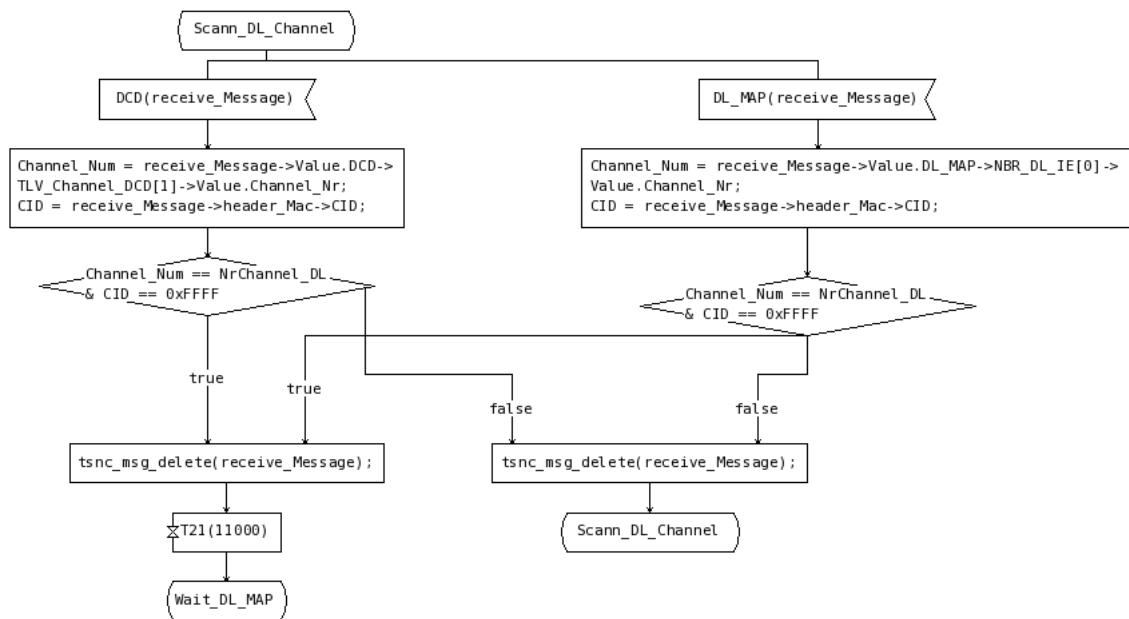 Scann_DL_Channel
DCD(receive_Message)
DL_MAP(receive_Message)
Channel_Num = receive_Message->Value.DCD->
TLV_Channel_DCD[1]->Value.Channel_Nr;
CID = receive_Message->header_Mac->CID;
Channel_Num = receive_Message->Value.DL_MAP->NBR_DL_IE[0]->
Value.Channel_Nr;
CID = receive_Message->header_Mac->CID;
Channel_Num == NrChannel_DL
& CID == 0xFFFF
Channel_Num == NrChannel_DL
& CID == 0xFFFF
true
true
false
false
tsnc_msg_delete(receive_Message);
tsnc_msg_delete(receive_Message);
T21(11000)
Scann_DL_Channel
Wait_DL_MAP